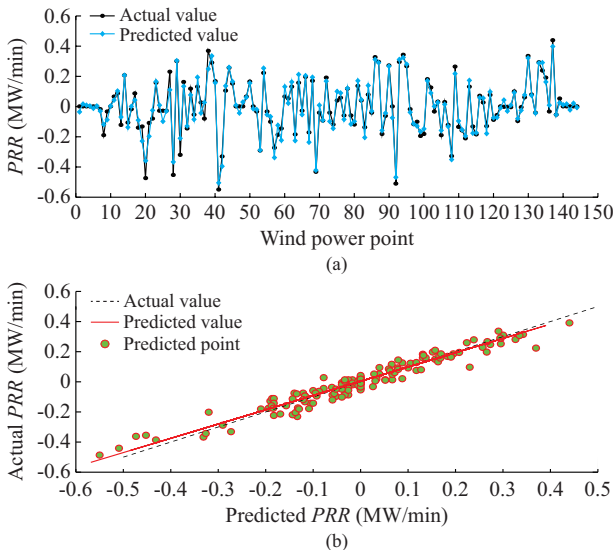 Actual value
Predicted value
PRR (MW/min)
0.6
0.4
0.2
0
-0.2
-0.4
-0.6
0 10 20 30 40 50 60 70 80 90 100 110 120 130 140 150
Wind power point
(a)
Actual value
Predicted value
Predicted point
Actual PRR (MW/min)
0.6
0.4
0.2
0
-0.2
-0.4
-0.6
-0.6 -0.5 -0.4 -0.3 -0.2 -0.1 0 0.1 0.2 0.3 0.4 0.5
Predicted PRR (MW/min)
(b)